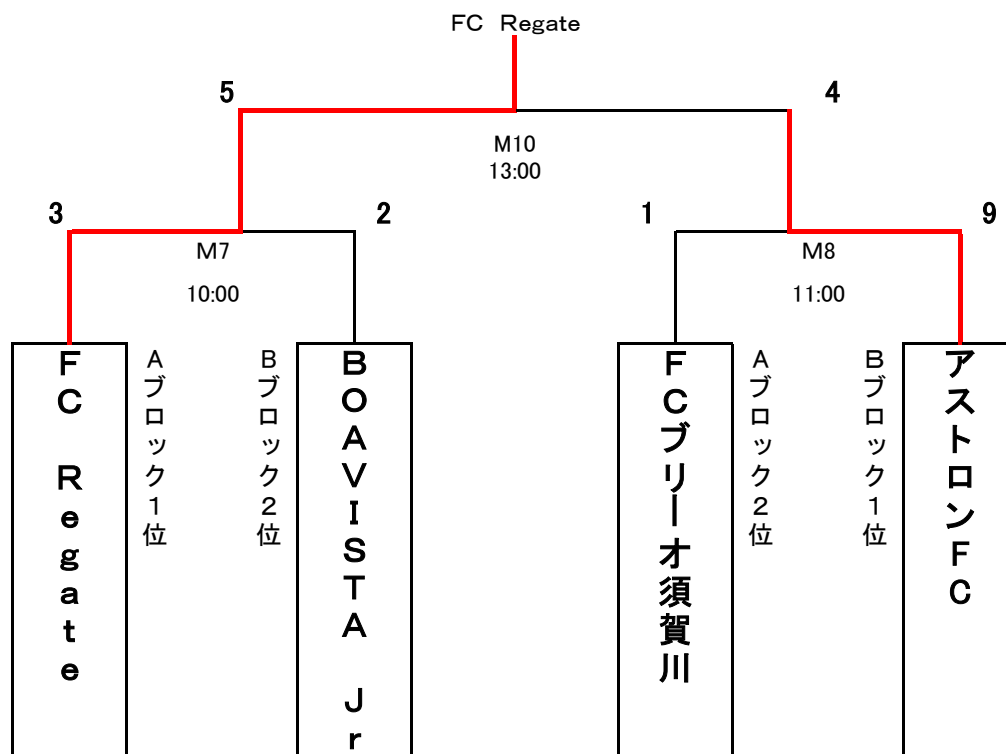 FC Regate
5
4
M10
13:00
3
2
1
9
M7
M8
10:00
11:00
FC Regate
Aブロック1位
Bブロック2位
BOAVISTA Jr
FCブリーオ須賀川
Aブロック2位
Bブロック1位
アストロンFC